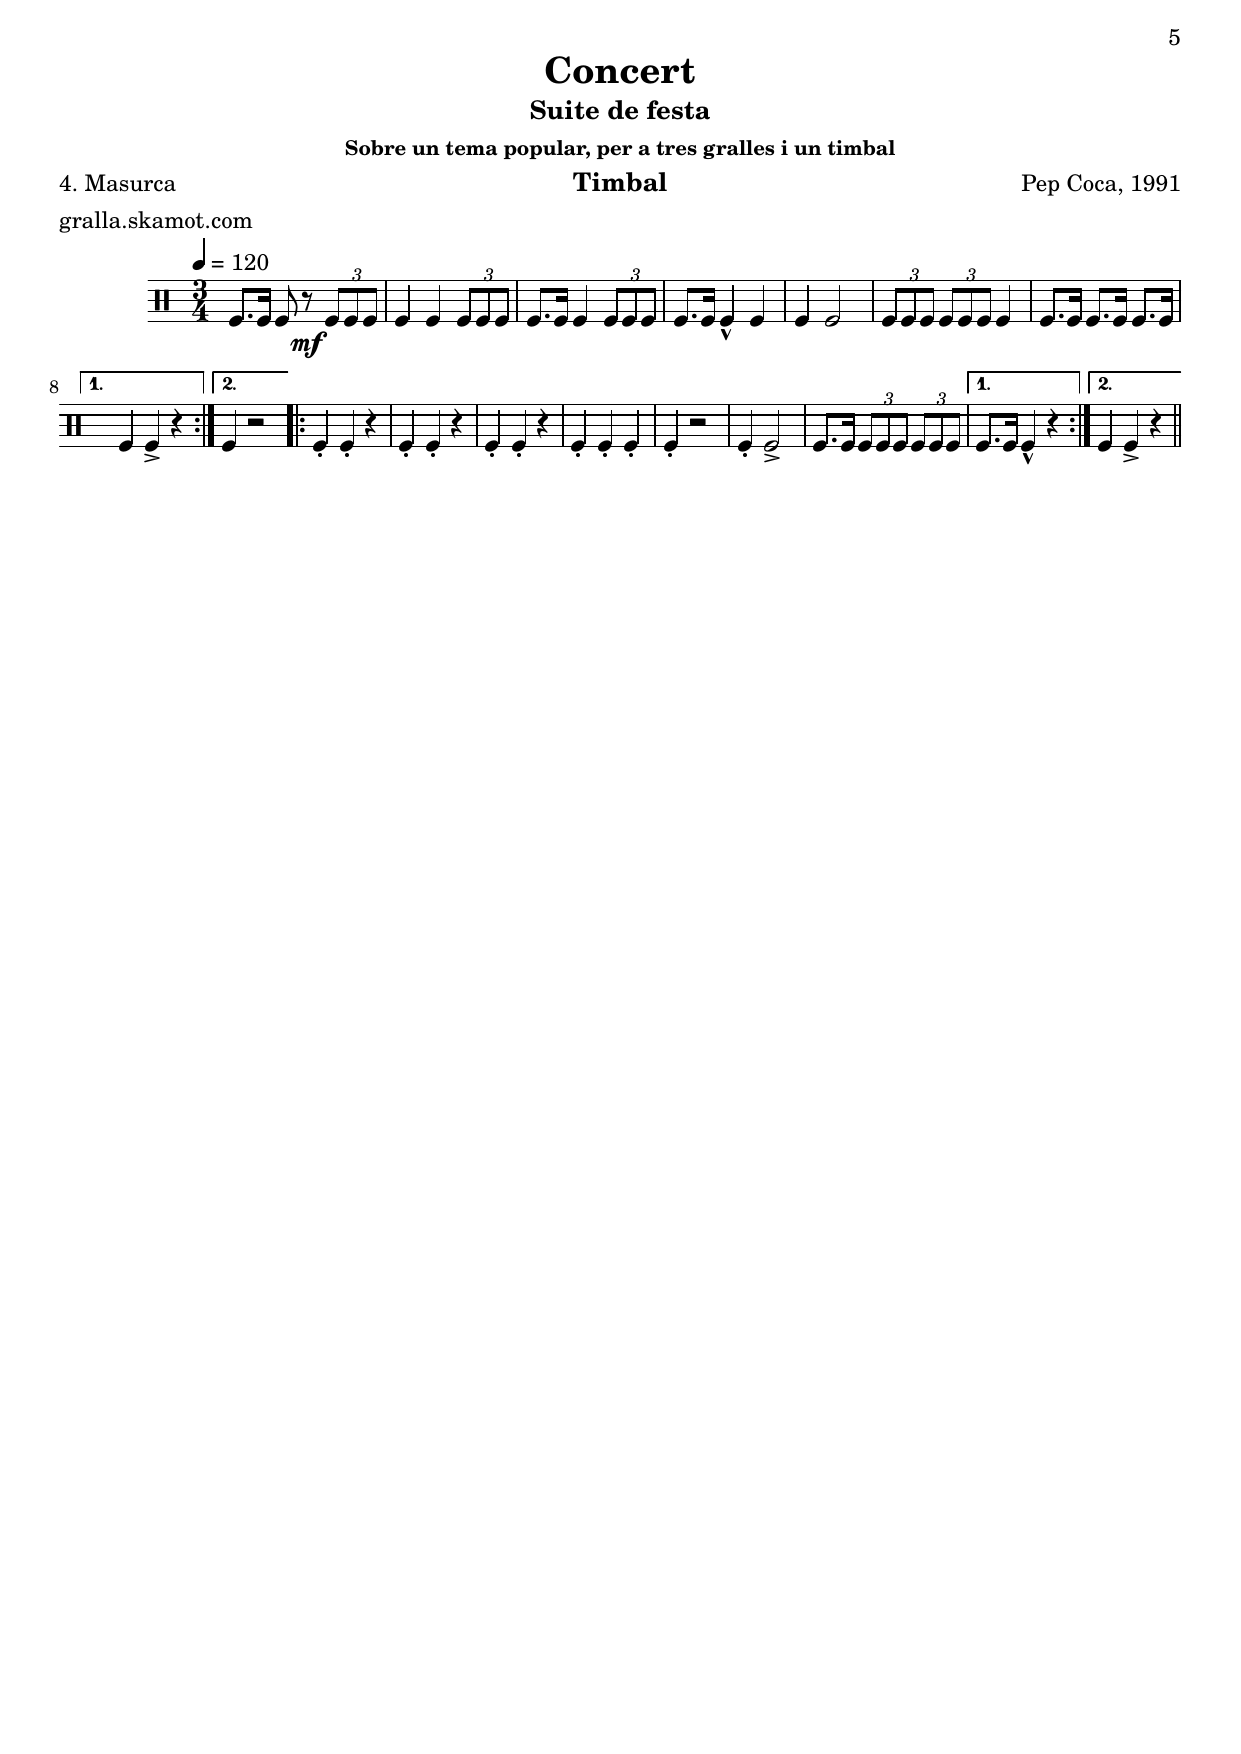 5
Concert
Suite de festa
Sobre un tema popular, per a tres gralles i un timbal
4. Masurca Timbal Pep Coca, 1991
gralla.skamot.com
= 120
3 3 3 3 3
3
4
mf
8 1. 2. 3 3 1. 2.